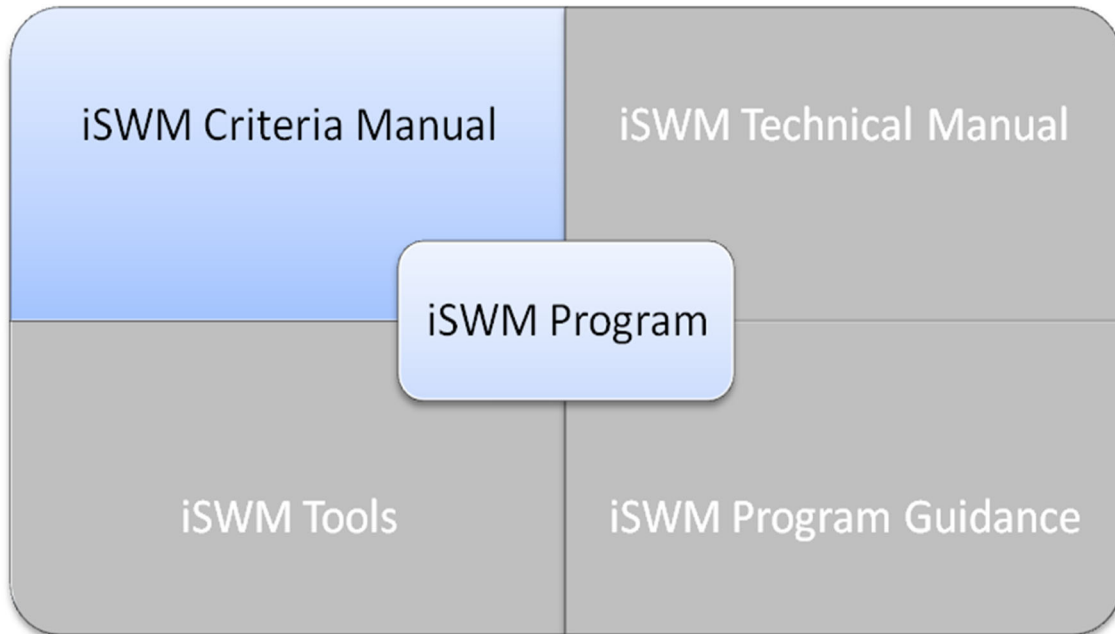 iSWM Criteria Manual
iSWM Technical Manual
iSWM Program
iSWM Tools
iSWM Program Guidance